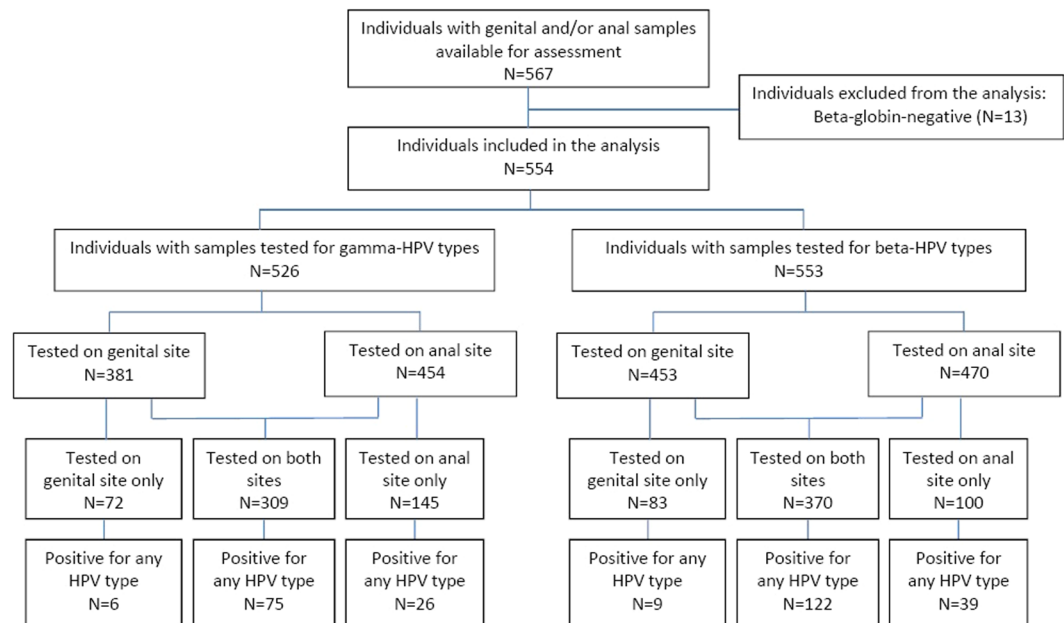 Individuals with genital and/or anal samples
available for assessment
N=567
Individuals excluded from the analysis:
Beta-globin-negative (N=13)
Individuals included in the analysis
N=554
Individuals with samples tested for gamma-HPV types
N=526
Individuals with samples tested for beta-HPV types
N=553
Tested on genital site
N=381
Tested on anal site
N=454
Tested on genital site
N=453
Tested on anal site
N=470
Tested on
genital site only
N=72
Tested on both
sites
N=309
Tested on anal
site only
N=145
Tested on
genital site only
N=83
Tested on both
sites
N=370
Tested on anal
site only
N=100
Positive for any
HPV type
N=6
Positive for
any HPV type
N=75
Positive for
any HPV type
N=26
Positive for any
HPV type
N=9
Positive for
any HPV type
N=122
Positive for
any HPV type
N=39